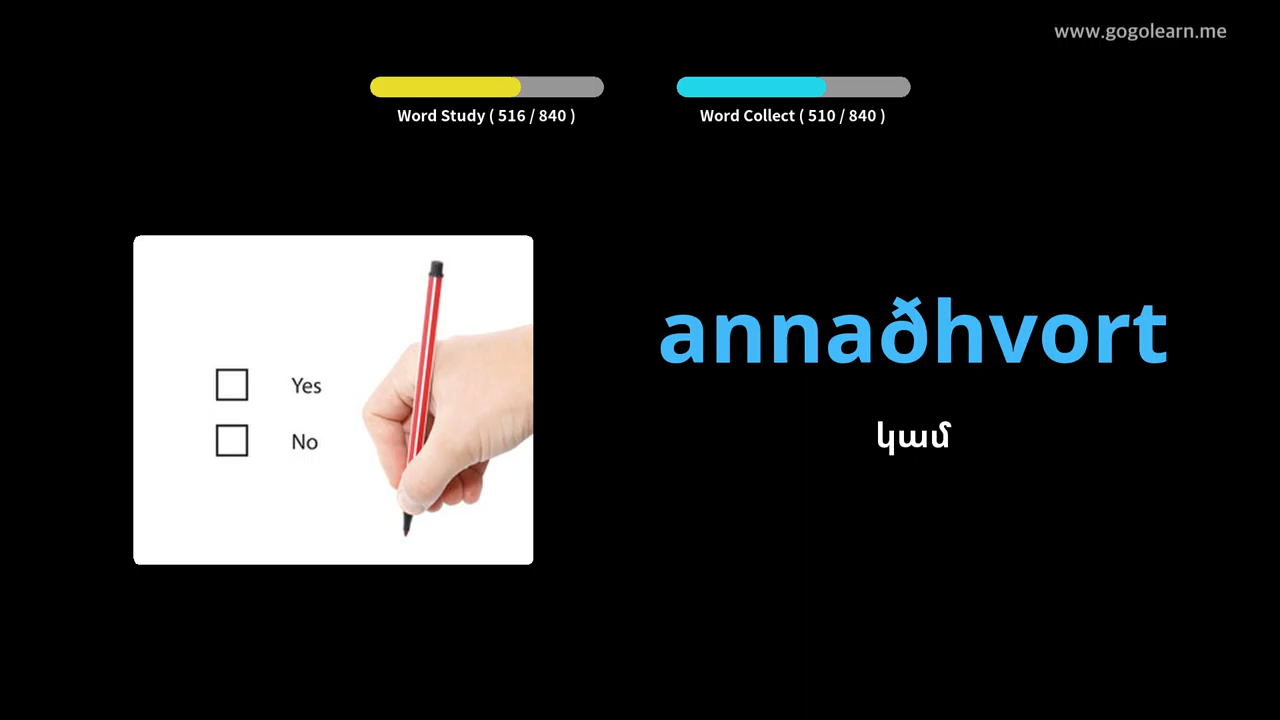 www.gogolearn.me
Word Study ( 516 / 840 )
Word Collect ( 510 / 840 )
Yes
No
annaðhvort
կամ